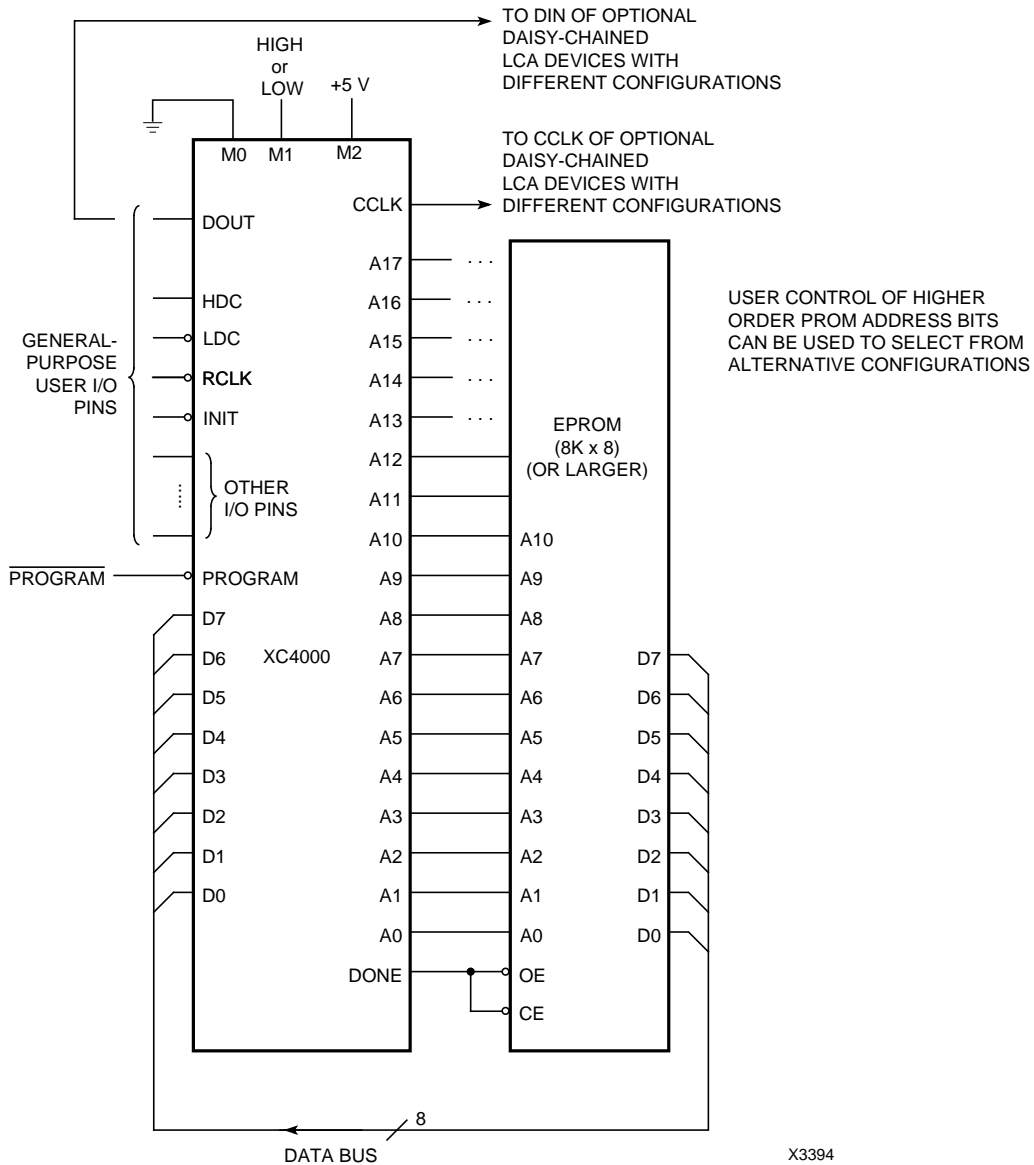 TO DIN OF OPTIONAL
DAISY-CHAINED
LCA DEVICES WITH
DIFFERENT CONFIGURATIONS
HIGH
or
LOW
+5 V
M0
M1
M2
TO CCLK OF OPTIONAL
DAISY-CHAINED
LCA DEVICES WITH
DIFFERENT CONFIGURATIONS
GENERAL-
PURPOSE
USER I/O
PINS
DOUT
HDC
LDC
RCLK
INIT
OTHER
I/O PINS
PROGRAM
PROGRAM
D7
D6
D5
D4
D3
D2
D1
D0
XC4000
CCLK
A17
. . .
A16
. . .
A15
. . .
A14
. . .
A13
. . .
A12
A11
A10
A9
A8
A7
A6
A5
A4
A3
A2
A1
A0
DONE
EPROM
(8K x 8)
(OR LARGER)
A10
A9
A8
A7
A6
A5
A4
A3
A2
A1
A0
OE
CE
D7
D6
D5
D4
D3
D2
D1
D0
USER CONTROL OF HIGHER
ORDER PROM ADDRESS BITS
CAN BE USED TO SELECT FROM
ALTERNATIVE CONFIGURATIONS
8
DATA BUS
X3394